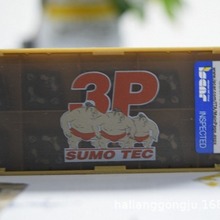 3P
SUMO TEC
ISCAR
INSPECTED